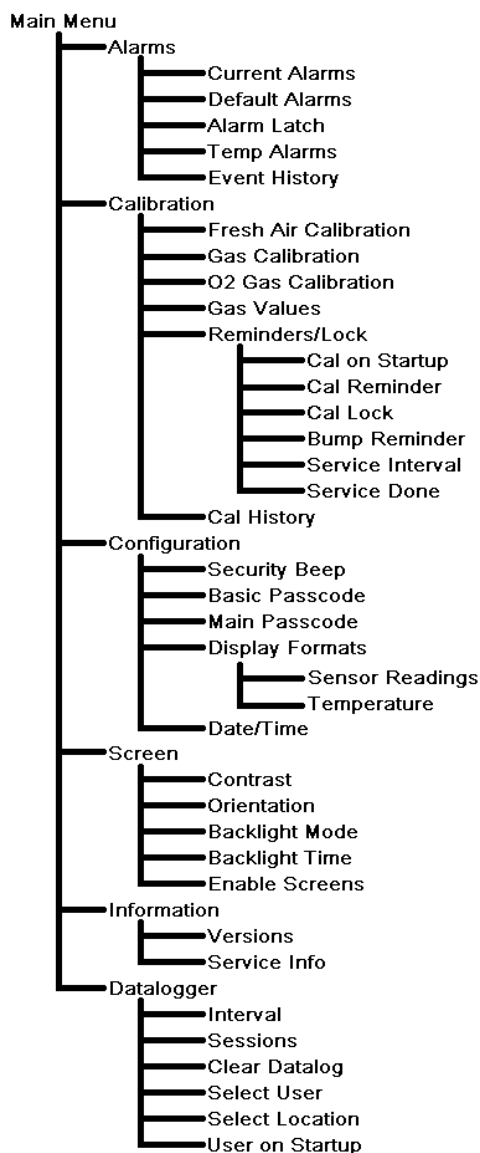 Main Menu
Alarms
Current Alarms
Default Alarms
Alarm Latch
Temp Alarms
Event History
Calibration
Fresh Air Calibration
Gas Calibration
O2 Gas Calibration
Gas Values
Reminders/Lock
Cal on Startup
Cal Reminder
Cal Lock
Bump Reminder
Service Interval
Service Done
Cal History
Configuration
Security Beep
Basic Passcode
Main Passcode
Display Formats
Sensor Readings
Temperature
Date/Time
Screen
Contrast
Orientation
Backlight Mode
Backlight Time
Enable Screens
Information
Versions
Service Info
Datalogger
Interval
Sessions
Clear Datalog
Select User
Select Location
User on Startup